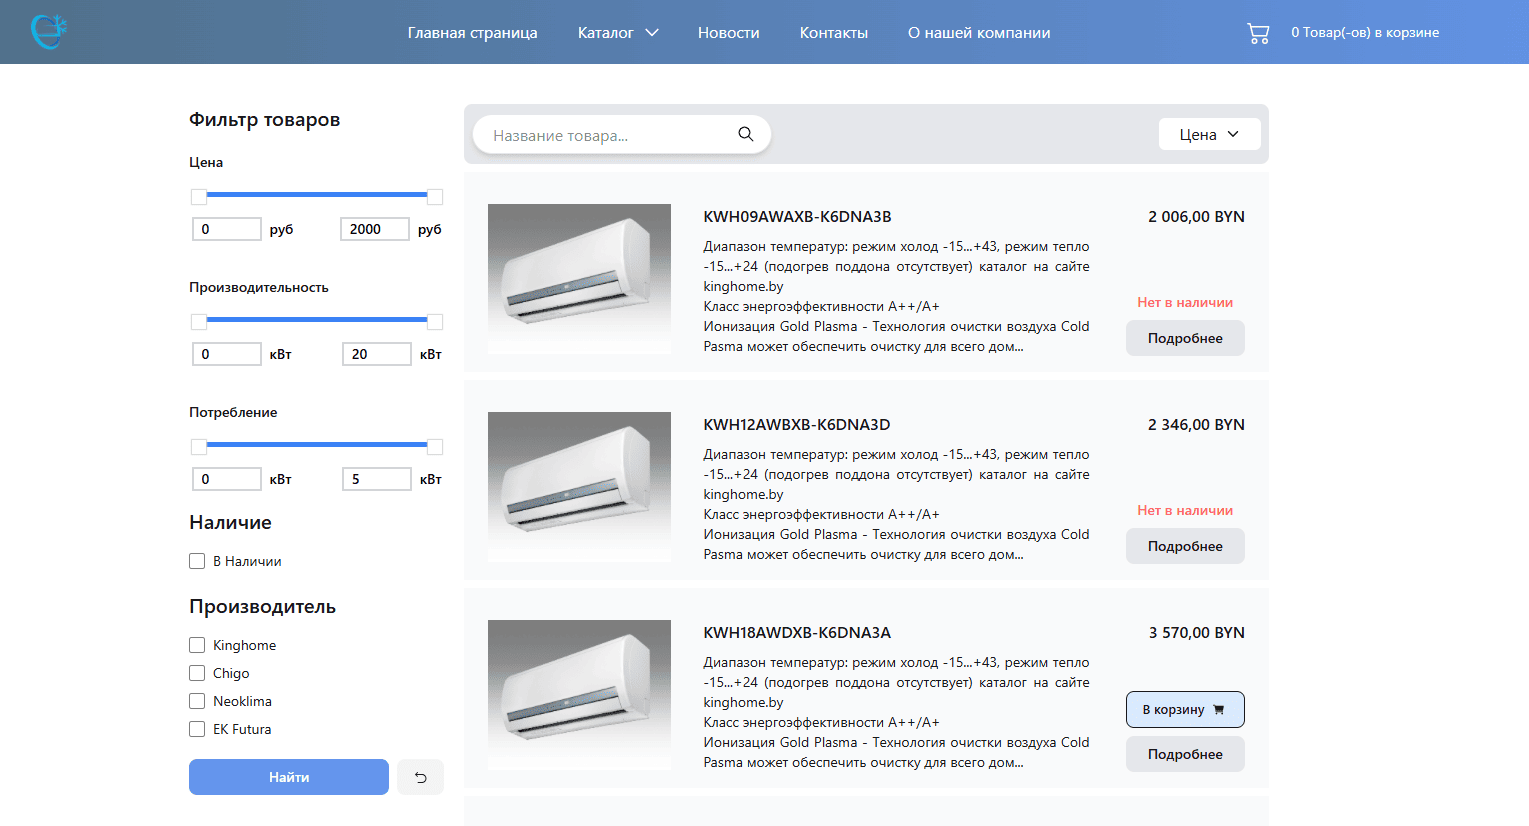 Главная страница
Каталог
Новости
Контакты
О нашей компании
0 Товар(-ов) в корзине
Фильтр товаров
Цена
0 руб 2000 руб
Производительность
0 кВт 20 кВт
Потребление
0 кВт 5 кВт
Наличие
В Наличии
Производитель
Kinghome
Chigo
Neoklima
EK Futura
Найти
Название товара...
Цена
KWH09AWAXB-K6DNA3B
2 006,00 BYN
Диапазон температур: режим холод -15...+43, режим тепло
-15...+24 (подогрев поддона отсутствует) каталог на сайте
kinghome.by
Класс энергоэффективности А++/А+
Ионизация Gold Plasma - Технология очистки воздуха Cold
Pasma может обеспечить очистку для всего дом...
Нет в наличии
Подробнее
KWH12AWBXB-K6DNA3D
2 346,00 BYN
Диапазон температур: режим холод -15...+43, режим тепло
-15...+24 (подогрев поддона отсутствует) каталог на сайте
kinghome.by
Класс энергоэффективности А++/А+
Ионизация Gold Plasma - Технология очистки воздуха Cold
Pasma может обеспечить очистку для всего дом...
Нет в наличии
Подробнее
KWH18AWDXB-K6DNA3A
3 570,00 BYN
Диапазон температур: режим холод -15...+43, режим тепло
-15...+24 (подогрев поддона отсутствует) каталог на сайте
kinghome.by
Класс энергоэффективности А++/А+
Ионизация Gold Plasma - Технология очистки воздуха Cold
Pasma может обеспечить очистку для всего дом...
В корзину
Подробнее